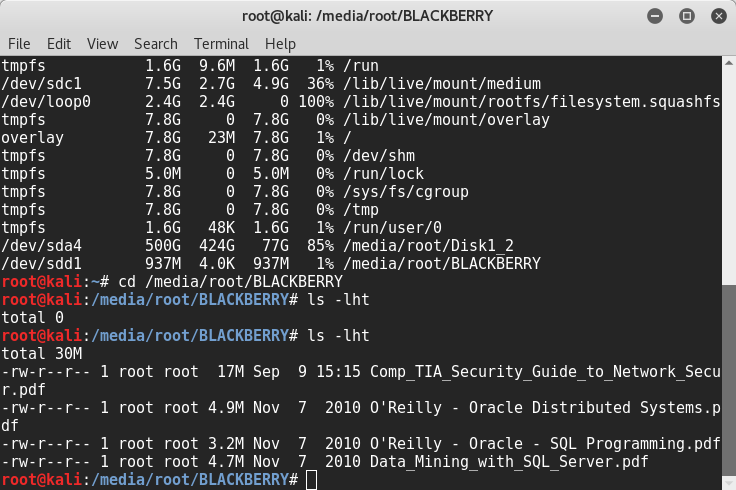 root@kali: /media/root/BLACKBERRY
File Edit View Search Terminal Help
tmpfs 1.6G 9.6M 1.6G 1% /run
/dev/sdc1 7.5G 2.7G 4.9G 36% /lib/live/mount/medium
/dev/loop0 2.4G 2.4G 0 100% /lib/live/mount/rootfs/filesystem.squashfs
tmpfs 7.8G 0 7.8G 0% /lib/live/mount/overlay
overlay 7.8G 23M 7.8G 1% /
tmpfs 7.8G 0 7.8G 0% /dev/shm
tmpfs 5.0M 0 5.0M 0% /run/lock
tmpfs 7.8G 0 7.8G 0% /sys/fs/cgroup
tmpfs 7.8G 0 7.8G 0% /tmp
tmpfs 1.6G 48K 1.6G 1% /run/user/0
/dev/sda4 500G 424G 77G 85% /media/root/Disk1_2
/dev/sdd1 937M 4.0K 937M 1% /media/root/BLACKBERRY
root@kali:~# cd /media/root/BLACKBERRY
root@kali:/media/root/BLACKBERRY# ls -lht
total 0
root@kali:/media/root/BLACKBERRY# ls -lht
total 30M
-rw-r--r-- 1 root root 17M Sep 9 15:15 Comp_TIA_Security_Guide_to_Network_Secu
r.pdf
-rw-r--r-- 1 root root 4.9M Nov 7 2010 O'Reilly - Oracle Distributed Systems.p
df
-rw-r--r-- 1 root root 3.2M Nov 7 2010 O'Reilly - Oracle - SQL Programming.pdf
-rw-r--r-- 1 root root 4.7M Nov 7 2010 Data_Mining_with_SQL_Server.pdf
root@kali:/media/root/BLACKBERRY#